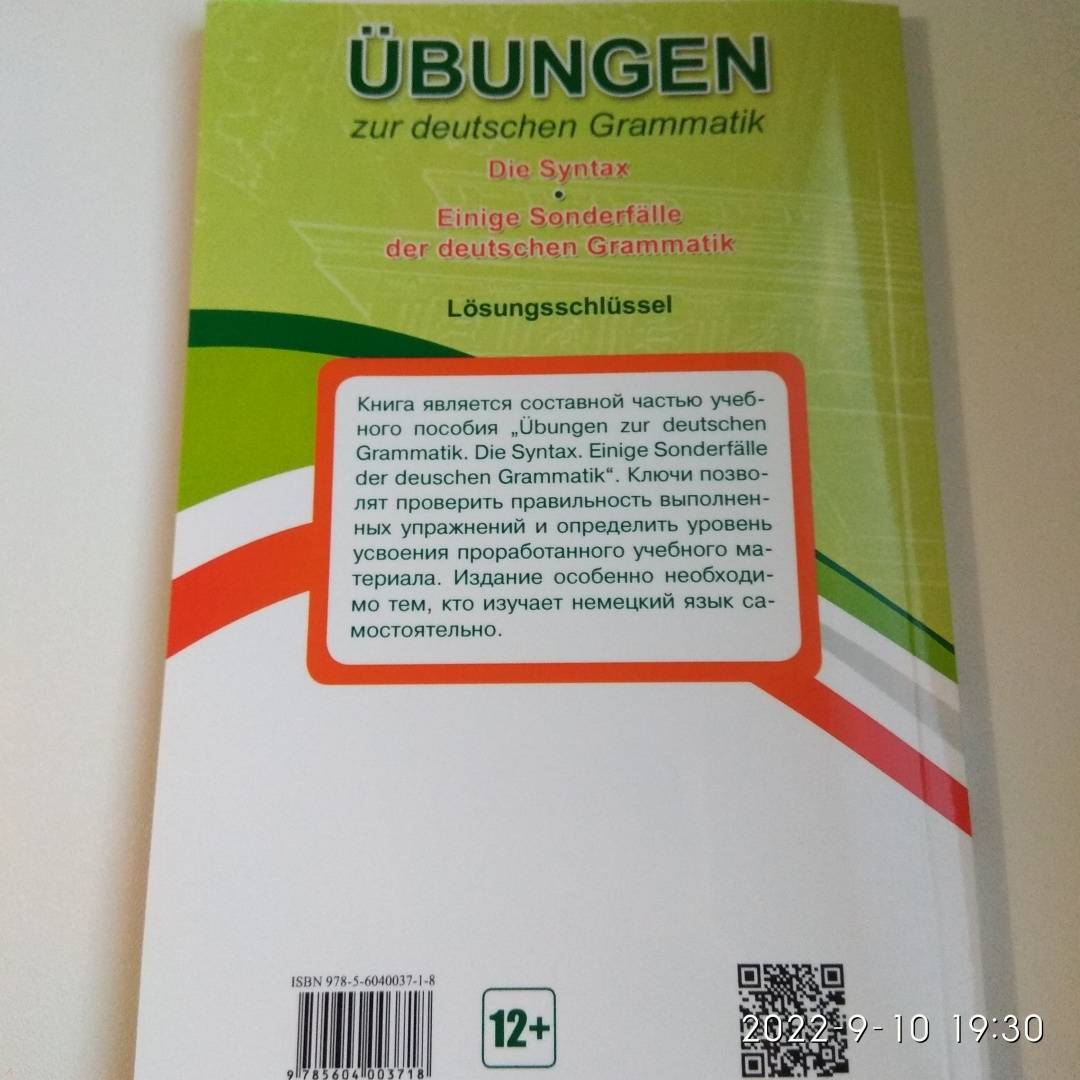 ÜBUNGEN
zur deutschen Grammatik
Die Syntax
•
Einige Sonderfälle
der deutschen Grammatik
Lösungsschlüssel
Книга является составной частью учеб-
ного пособия „Übungen zur deutschen
Grammatik. Die Syntax. Einige Sonderfälle
der deuschen Grammatik“. Ключи позво-
лят проверить правильность выполнен-
ных упражнений и определить уровень
усвоения проработанного учебного ма-
териала. Издание особенно необходи-
мо тем, кто изучает немецкий язык са-
мостоятельно.
ISBN 978-5-6040037-1-8
9 785604 003718
12+
2022-9-10 19:30